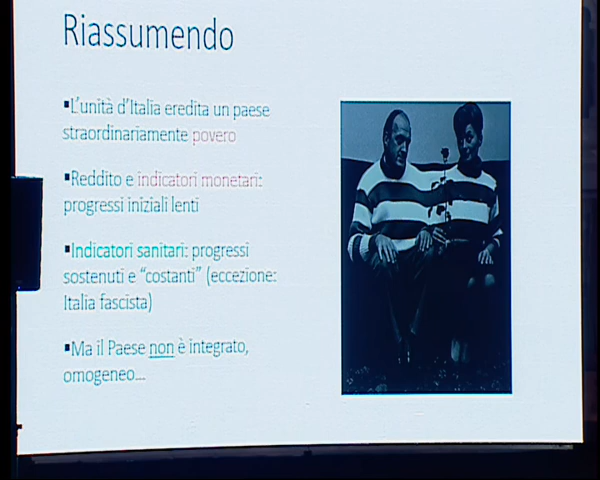 Riassumendo
▪L'unità d'Italia eredita un paese
straordinariamente povero
▪Reddito e indicatori monetari:
progressi iniziali lenti
▪Indicatori sanitari: progressi
sostenuti e “costanti” (eccezione:
Italia fascista)
▪Ma il Paese non è integrato,
omogeneo...